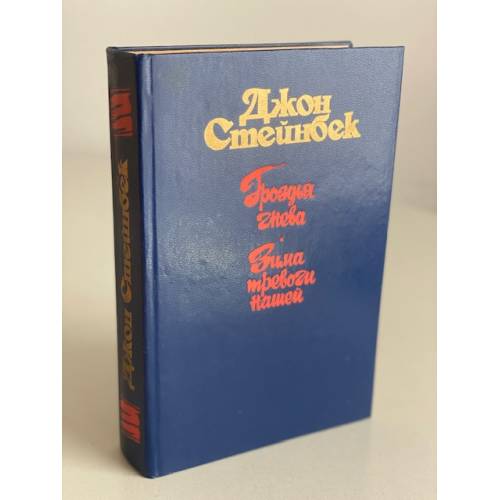 Джон
Стейнбек
Гроздья
гнева
Зима
тревоги
нашей
Джон Стейнбек